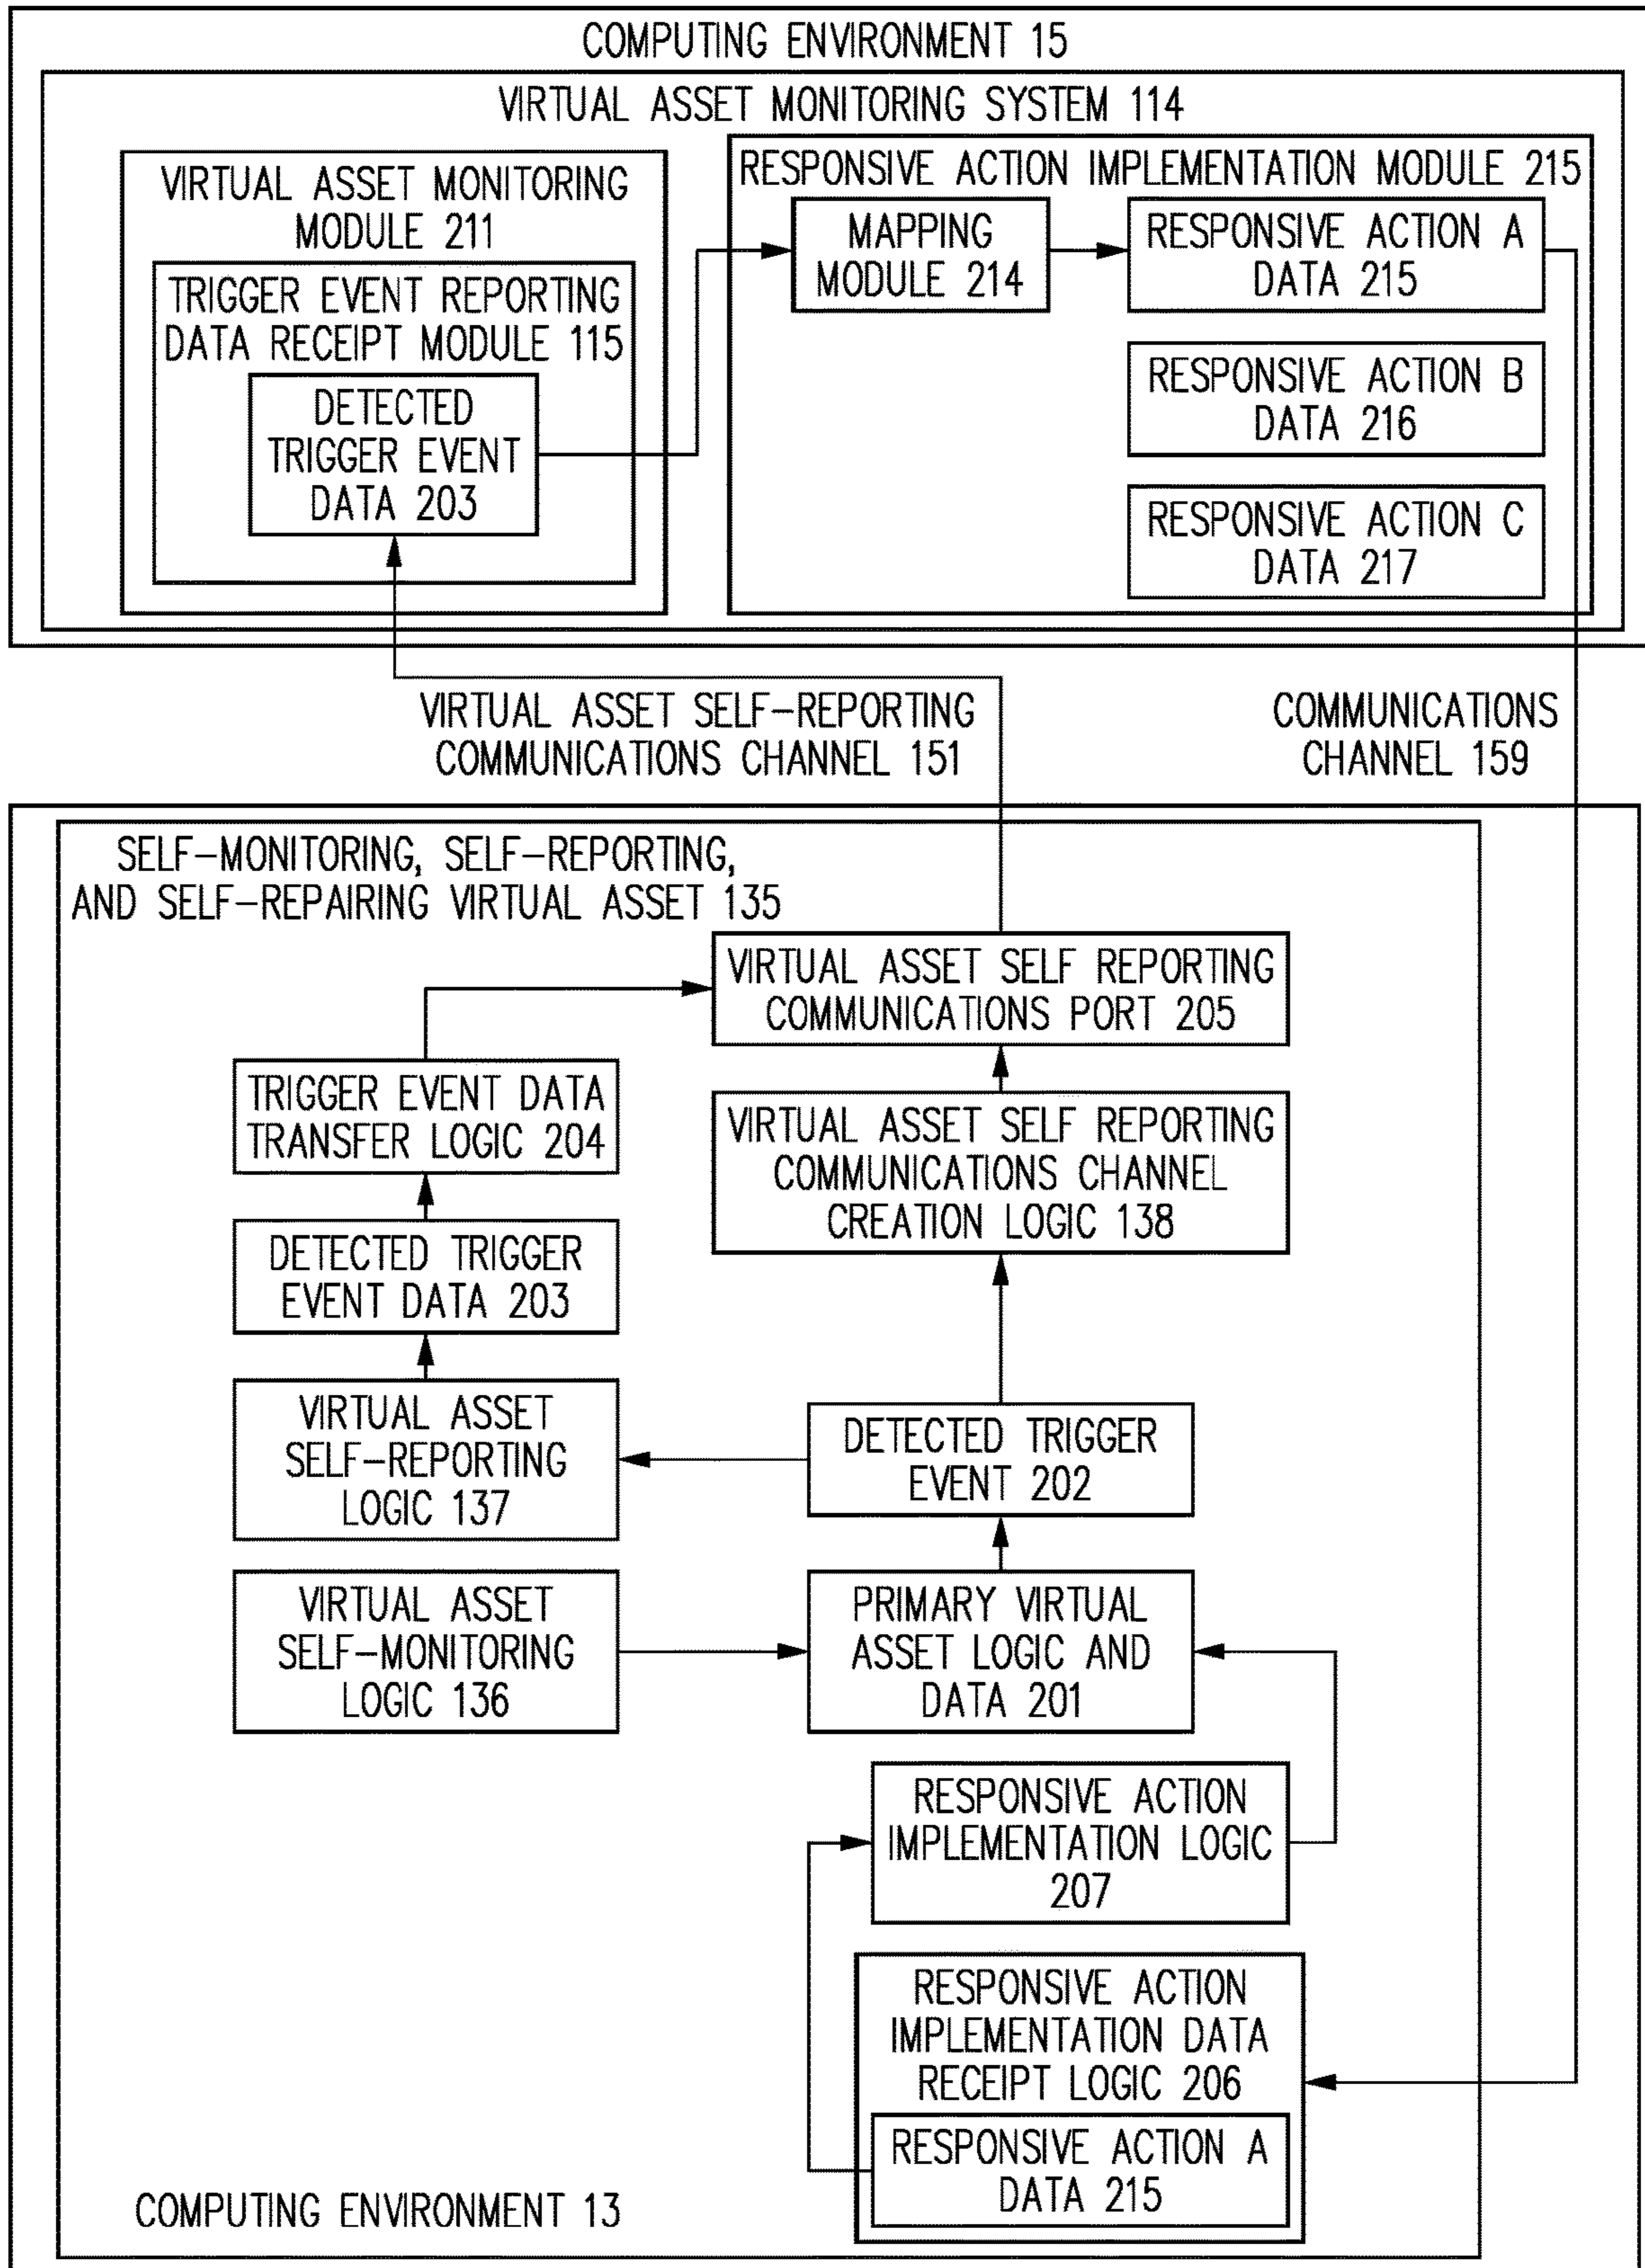 COMPUTING ENVIRONMENT 15
VIRTUAL ASSET MONITORING SYSTEM 114
VIRTUAL ASSET MONITORING
MODULE 211
TRIGGER EVENT REPORTING
DATA RECEIPT MODULE 115
DETECTED
TRIGGER EVENT
DATA 203
RESPONSIVE ACTION IMPLEMENTATION MODULE 215
MAPPING
MODULE 214
RESPONSIVE ACTION A
DATA 215
RESPONSIVE ACTION B
DATA 216
RESPONSIVE ACTION C
DATA 217
VIRTUAL ASSET SELF-REPORTING
COMMUNICATIONS CHANNEL 151
COMMUNICATIONS
CHANNEL 159
SELF-MONITORING, SELF-REPORTING,
AND SELF-REPAIRING VIRTUAL ASSET 135
VIRTUAL ASSET SELF REPORTING
COMMUNICATIONS PORT 205
TRIGGER EVENT DATA
TRANSFER LOGIC 204
VIRTUAL ASSET SELF REPORTING
COMMUNICATIONS CHANNEL
CREATION LOGIC 138
DETECTED TRIGGER
EVENT DATA 203
VIRTUAL ASSET
SELF-REPORTING
LOGIC 137
DETECTED TRIGGER
EVENT 202
VIRTUAL ASSET
SELF-MONITORING
LOGIC 136
PRIMARY VIRTUAL
ASSET LOGIC AND
DATA 201
RESPONSIVE ACTION
IMPLEMENTATION LOGIC
207
RESPONSIVE ACTION
IMPLEMENTATION DATA
RECEIPT LOGIC 206
RESPONSIVE ACTION A
DATA 215
COMPUTING ENVIRONMENT 13